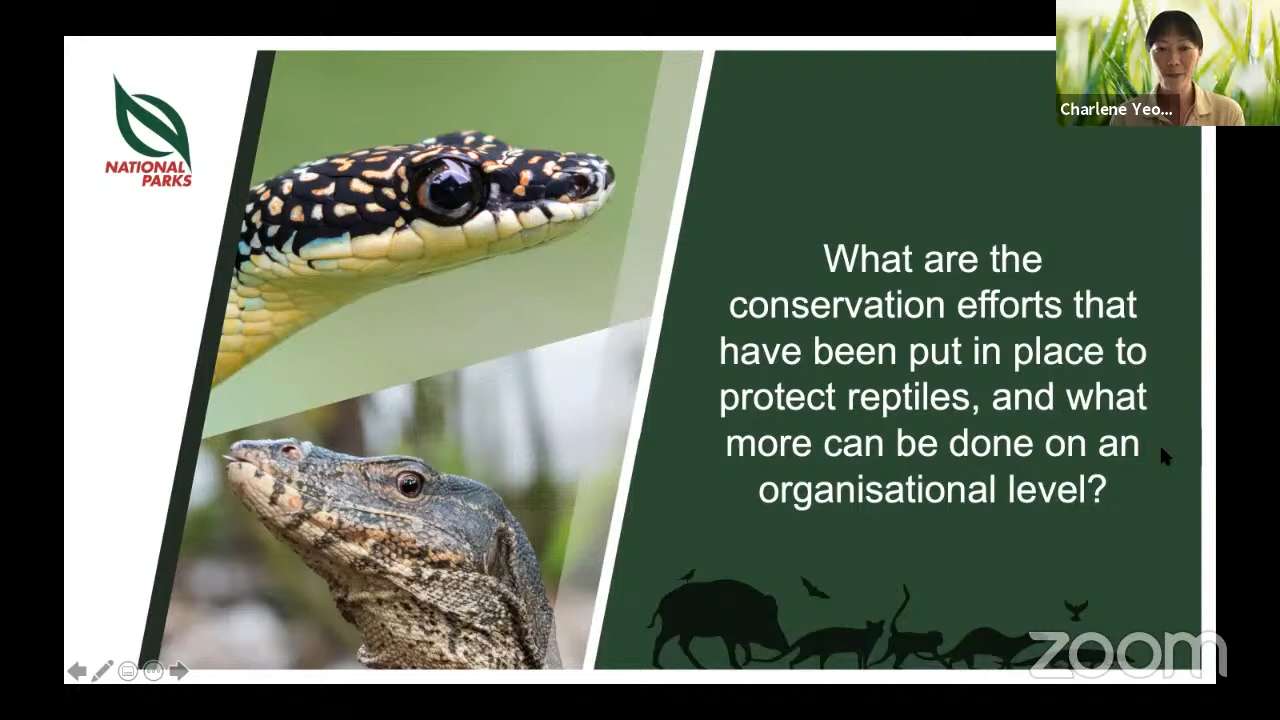 NATIONAL
PARKS
What are the
conservation efforts that
have been put in place to
protect reptiles, and what
more can be done on an
organisational level?
Charlene Yeo...
zoom